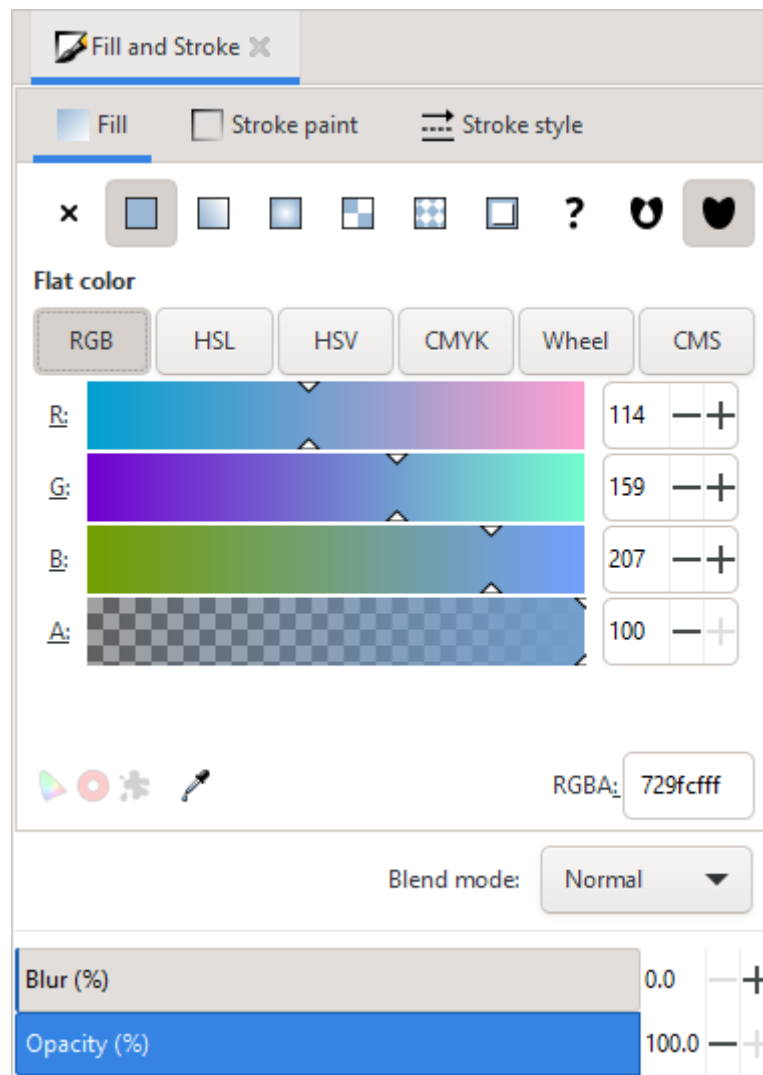 Fill and Stroke
Fill Stroke paint Stroke style
?
Flat color
RGB HSL HSV CMYK Wheel CMS
R: 114
G: 159
B: 207
A: 100
RGBA: 729fcfff
Blend mode: Normal
Blur (%) 0.0
Opacity (%) 100.0